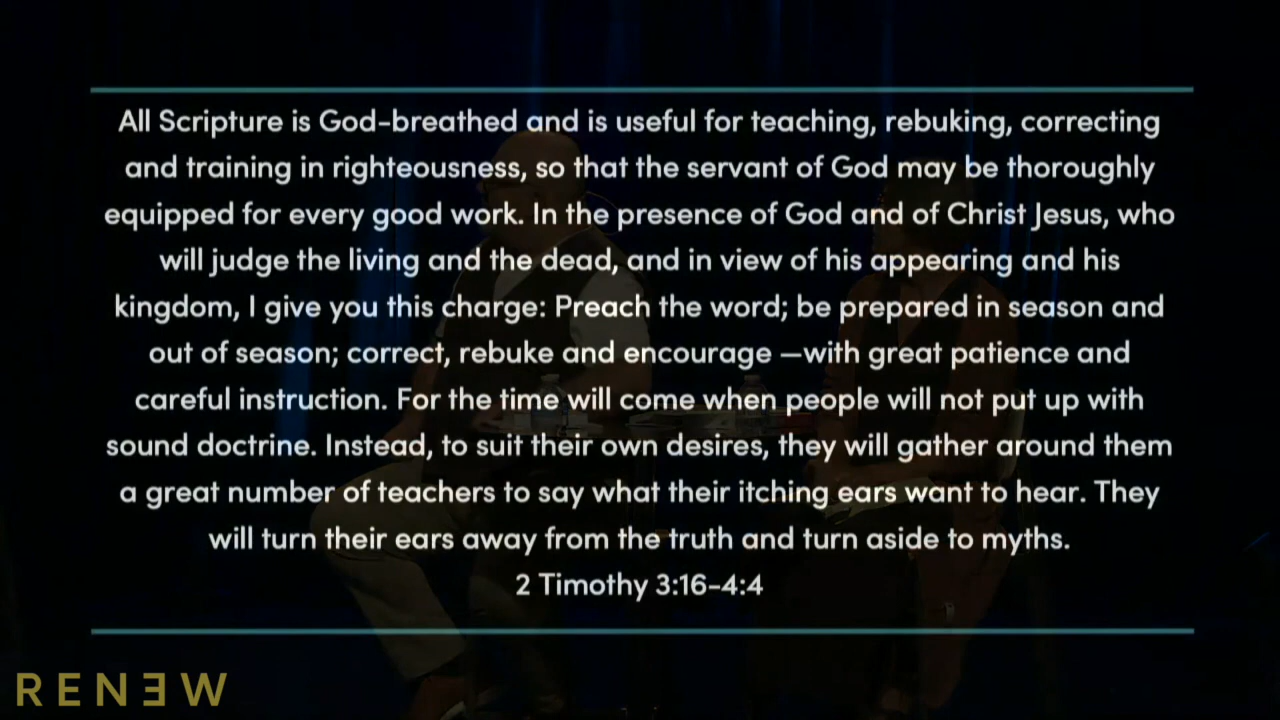 All Scripture is God-breathed and is useful for teaching, rebuking, correcting
and training in righteousness, so that the servant of God may be thoroughly
equipped for every good work. In the presence of God and of Christ Jesus, who
will judge the living and the dead, and in view of his appearing and his
kingdom, I give you this charge: Preach the word; be prepared in season and
out of season; correct, rebuke and encourage —with great patience and
careful instruction. For the time will come when people will not put up with
sound doctrine. Instead, to suit their own desires, they will gather around them
a great number of teachers to say what their itching ears want to hear. They
will turn their ears away from the truth and turn aside to myths.
2 Timothy 3:16-4:4
RENƎW